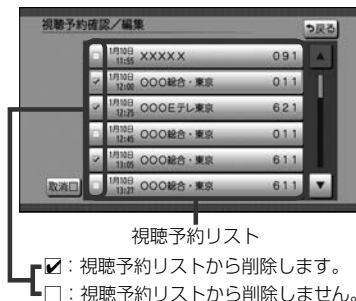 視聴予約確認／編集
戻る
1月10日 11:55 XXXXX 091
1月10日 12:00 OOO総合・東京 011
1月10日 12:25 OOOEテレ・東京 621
1月10日 12:45 OOO総合・東京 011
1月10日 13:05 OOO総合・東京 611
取消 1月10日 13:27 OOO総合・東京 611
視聴予約リスト
✔：視聴予約リストから削除します。
□：視聴予約リストから削除しません。